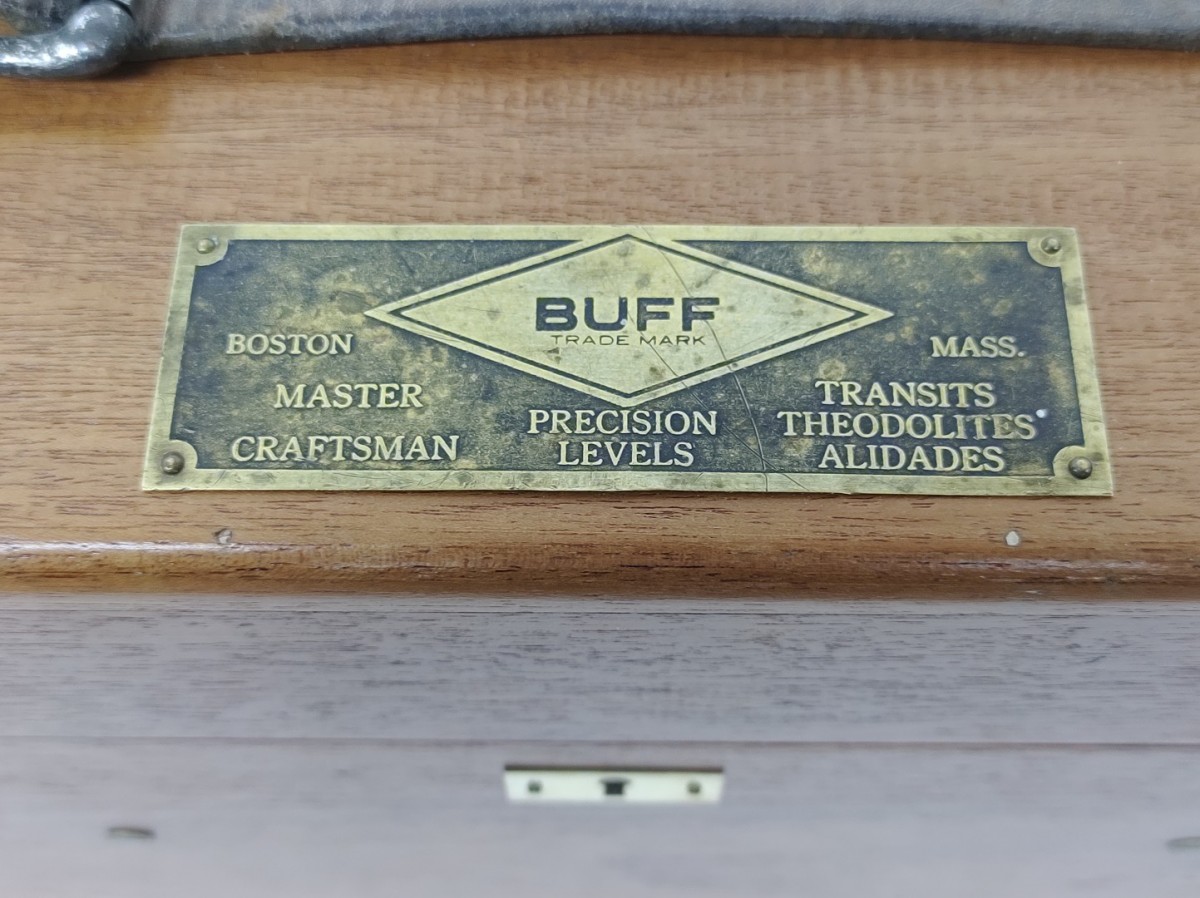 BUFF
TRADE MARK
BOSTON MASS.
MASTER
CRAFTSMAN
PRECISION
LEVELS
TRANSITS
THEODOLITES
ALIDADES